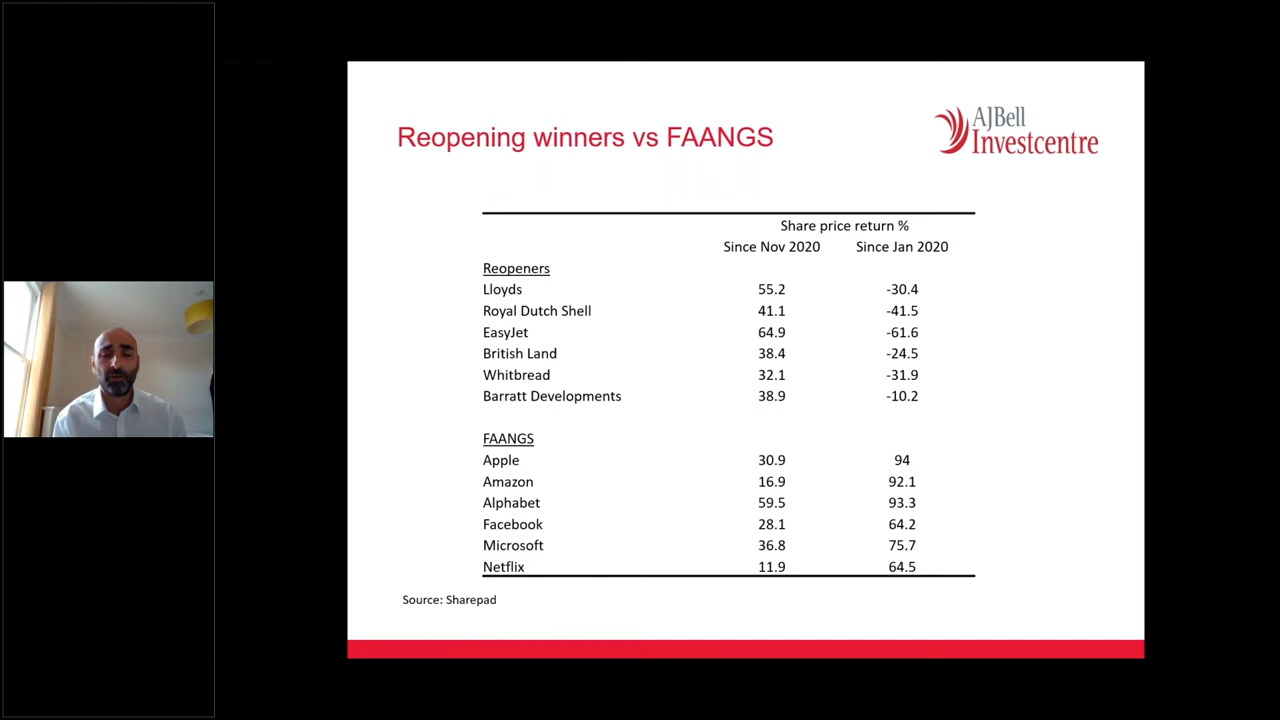 Reopening winners vs FAANGS
AJBell
Investcentre
Share price return %
Since Nov 2020 Since Jan 2020
Reopeners
Lloyds 55.2 -30.4
Royal Dutch Shell 41.1 -41.5
EasyJet 64.9 -61.6
British Land 38.4 -24.5
Whitbread 32.1 -31.9
Barratt Developments 38.9 -10.2
FAANGS
Apple 30.9 94
Amazon 16.9 92.1
Alphabet 59.5 93.3
Facebook 28.1 64.2
Microsoft 36.8 75.7
Netflix 11.9 64.5
Source: Sharepad